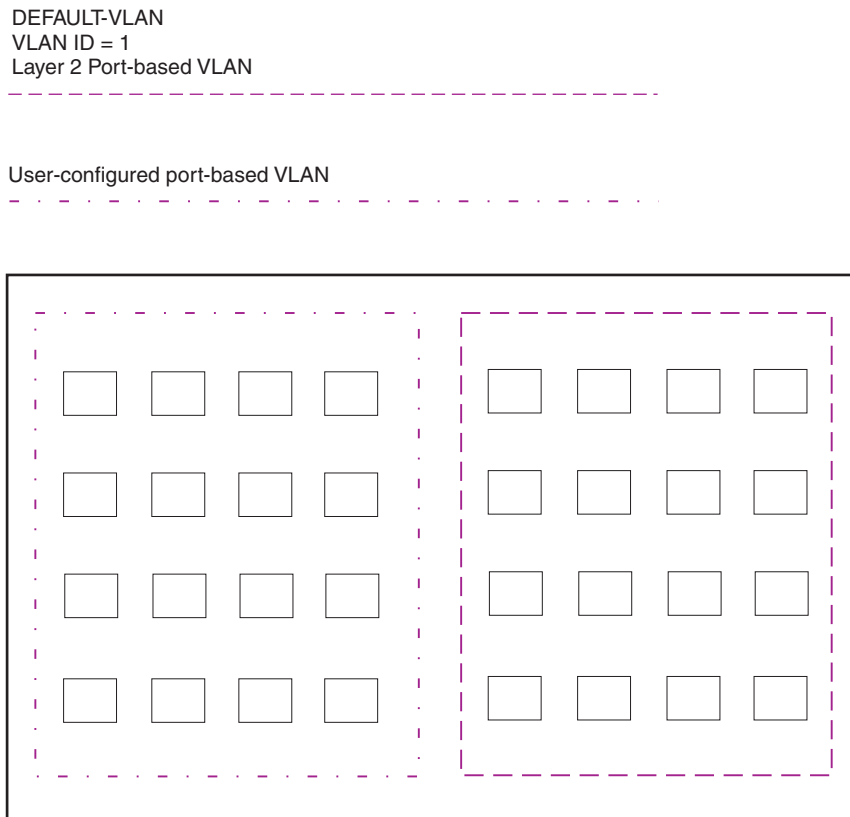 DEFAULT-VLAN
VLAN ID = 1
Layer 2 Port-based VLAN
User-configured port-based VLAN